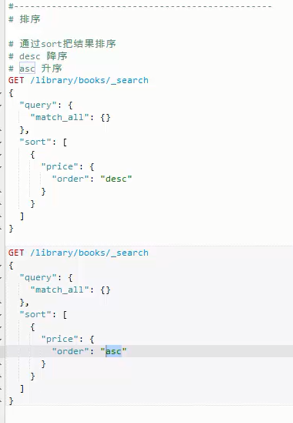 #-----------------------------------------------
# 排序

# 通过sort把结果排序
# desc 降序
# asc 升序
GET /library/books/_search
{
  "query": {
    "match_all": {}
  },
  "sort": [
    {
      "price": {
        "order": "desc"
      }
    }
  ]
}

GET /library/books/_search
{
  "query": {
    "match_all": {}
  },
  "sort": [
    {
      "price": {
        "order": "asc"
      }
    }
  ]
}